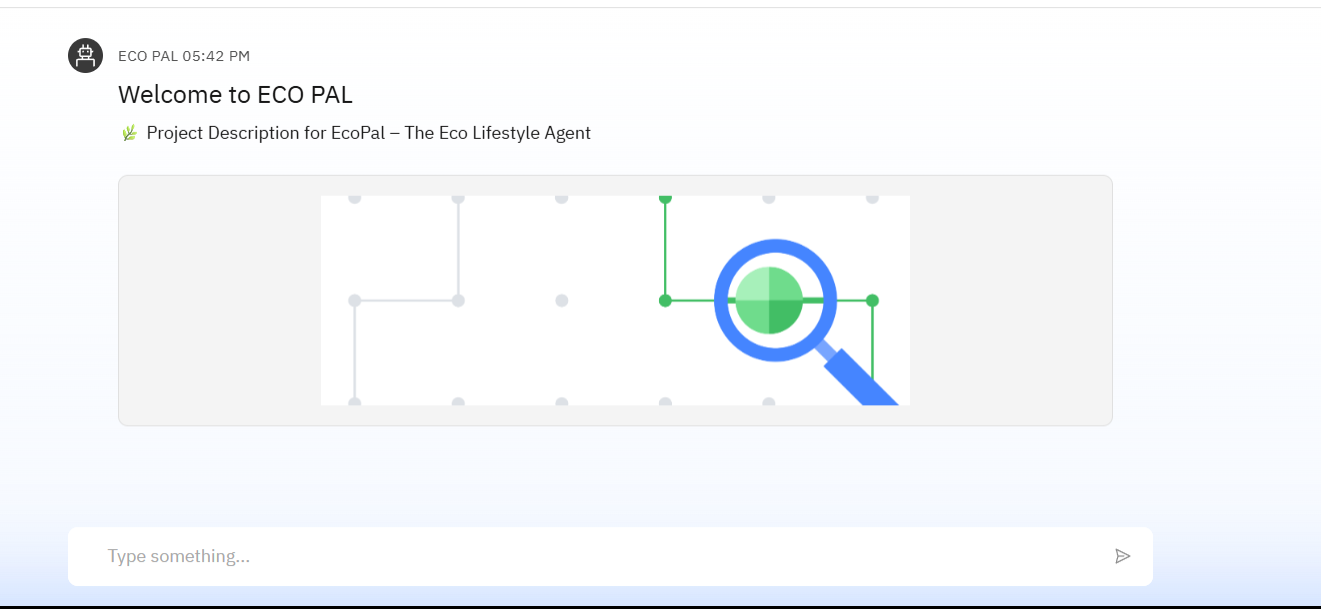 ECO PAL 05:42 PM
Welcome to ECO PAL
🌿 Project Description for EcoPal – The Eco Lifestyle Agent
Type something...